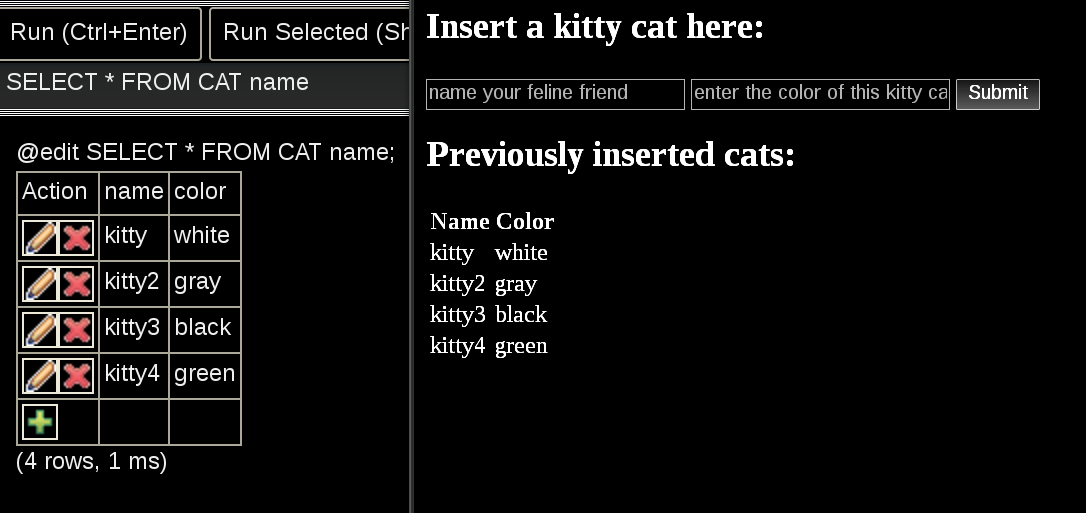 Run (Ctrl+Enter) Run Selected (Sh
SELECT * FROM CAT name
@edit SELECT * FROM CAT name;
Action name color
kitty white
kitty2 gray
kitty3 black
kitty4 green
(4 rows, 1 ms)
Insert a kitty cat here:
name your feline friend enter the color of this kitty ca Submit
Previously inserted cats:
Name Color
kitty white
kitty2 gray
kitty3 black
kitty4 green